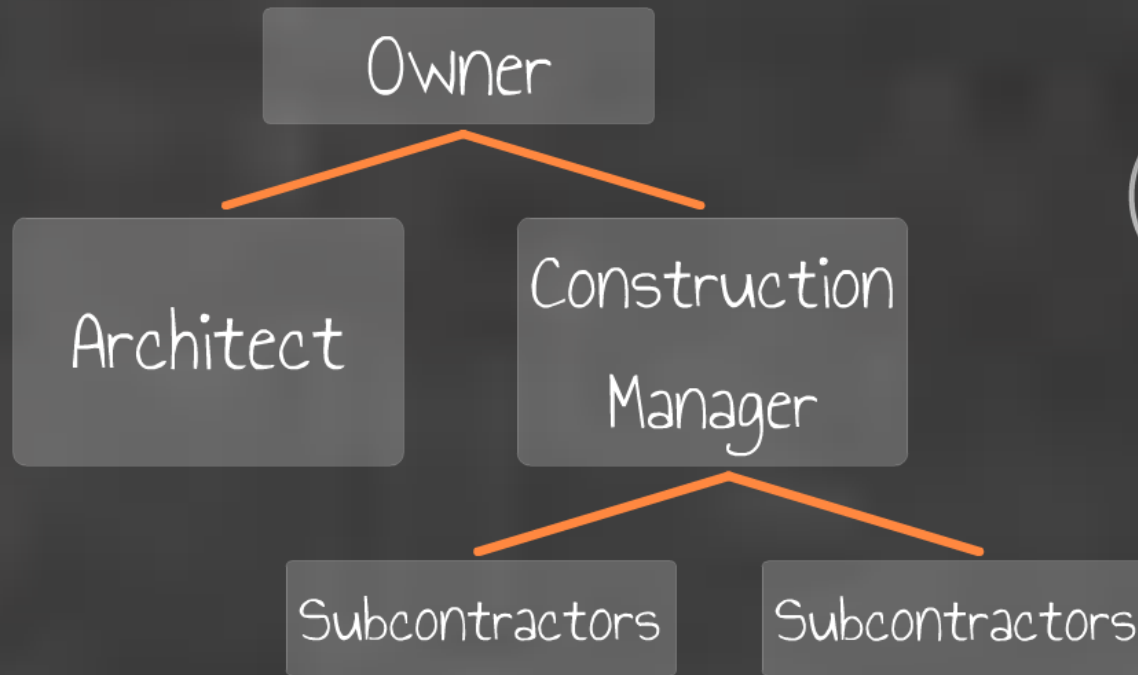 Owner
Architect
Construction
Manager
Subcontractors
Subcontractors